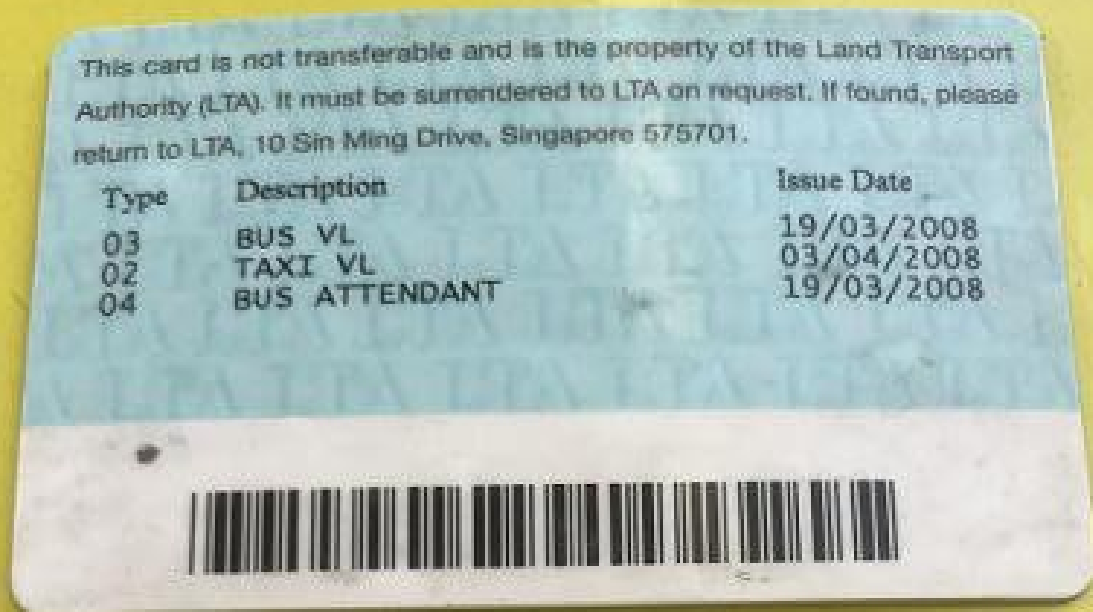 This card is not transferable and is the property of the Land Transport
Authority (LTA). It must be surrendered to LTA on request. If found, please
return to LTA, 10 Sin Ming Drive, Singapore 575701.
Type Description Issue Date
03 BUS VL 19/03/2008
02 TAXI VL 03/04/2008
04 BUS ATTENDANT 19/03/2008